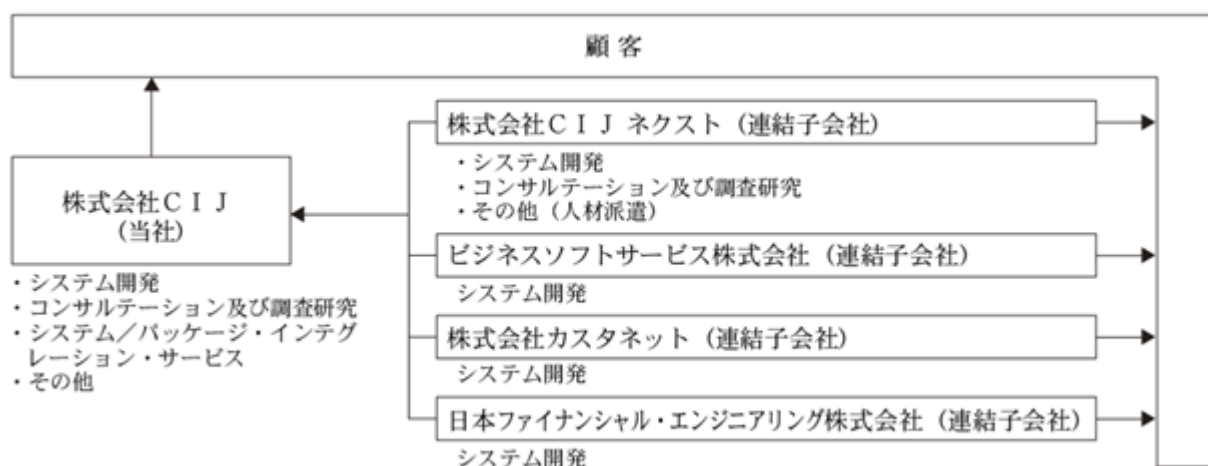 顧 客
株式会社ＣＩＪ
(当社)
・システム開発
・コンサルテーション及び調査研究
・システム／パッケージ・インテグ
レーション・サービス
・その他
株式会社ＣＩＪ ネクスト（連結子会社）
・システム開発
・コンサルテーション及び調査研究
・その他（人材派遣）
ビジネスソフトサービス株式会社（連結子会社）
システム開発
株式会社カスタネット（連結子会社）
システム開発
日本ファイナンシャル・エンジニアリング株式会社（連結子会社）
システム開発